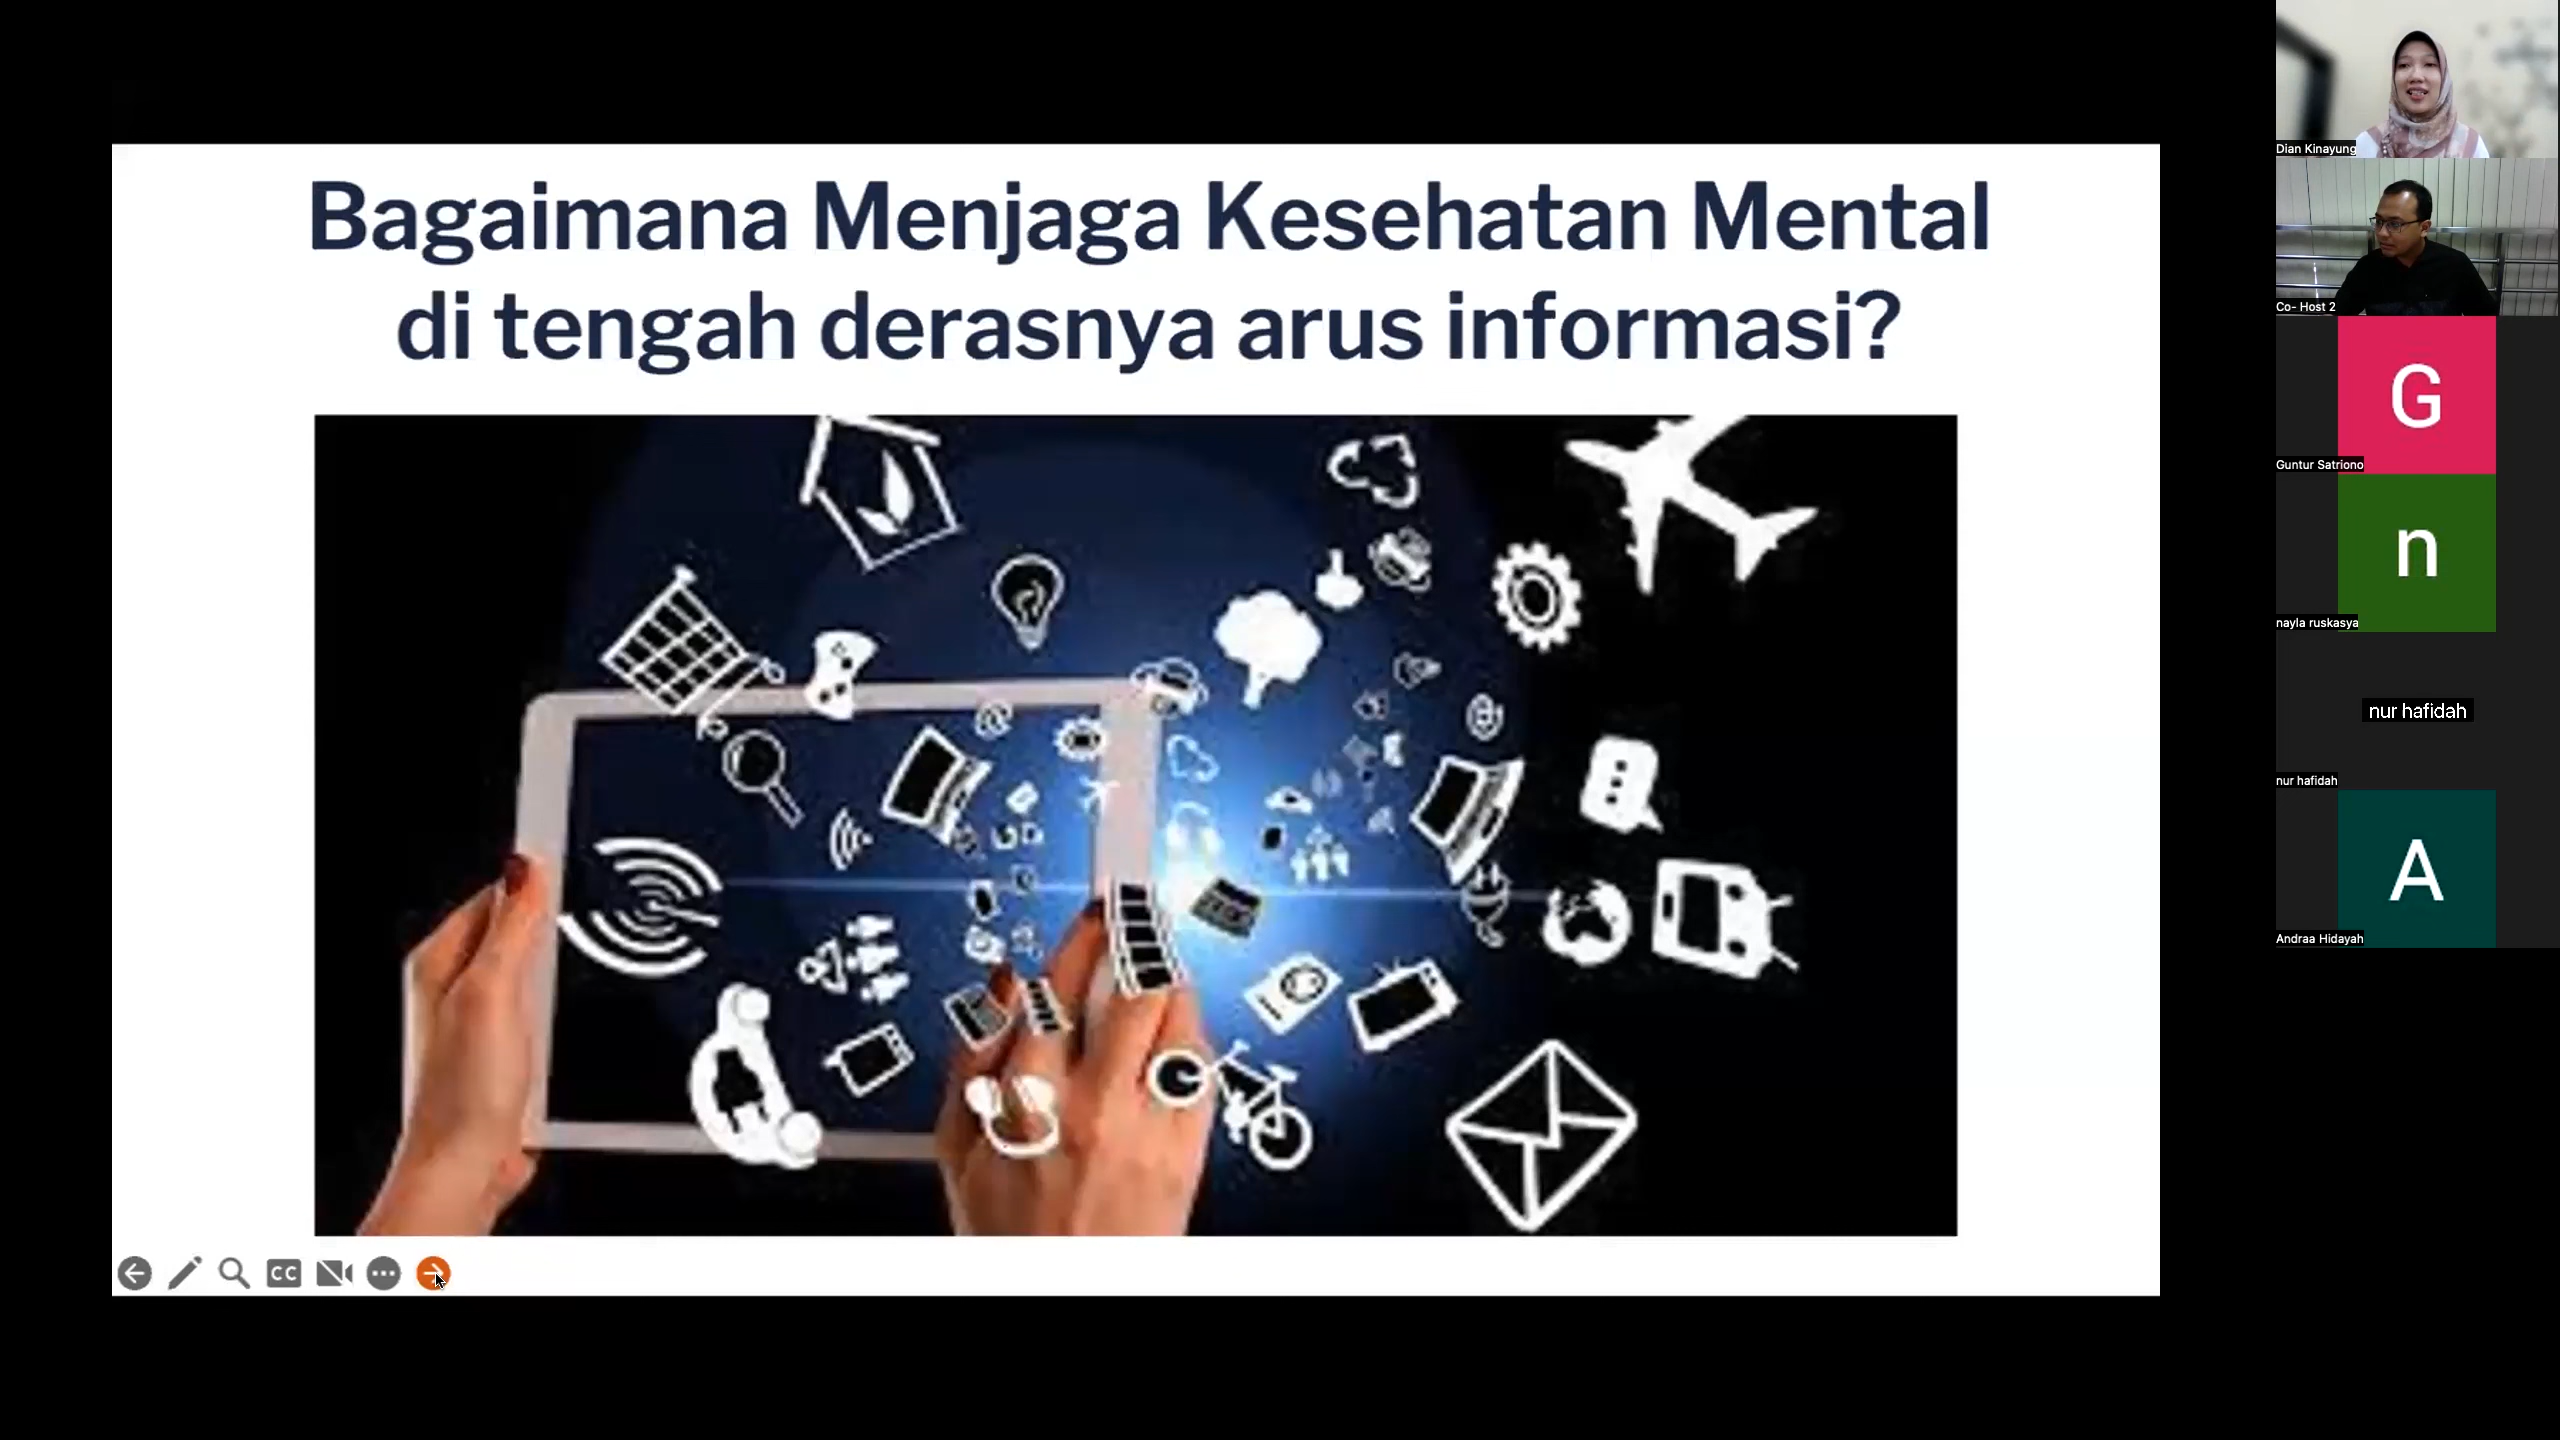 Bagaimana Menjaga Kesehatan Mental
di tengah derasnya arus informasi?
CC
Dian Kinayung
Co- Host 2
G
Guntur Satriono
n
nayla ruskasya
nur hafidah
nur hafidah
A
Andraa Hidayah